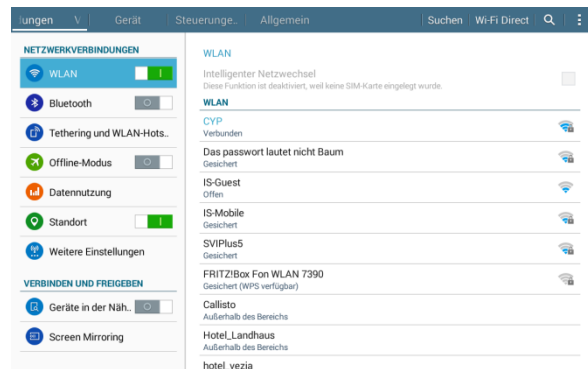 lungen V Gerät Steuerunge.. Allgemein Suchen Wi-Fi Direct
NETZWERKVERBINDUNGEN
WLAN
Bluetooth
Tethering und WLAN-Hots..
Offline-Modus
Datennutzung
Standort
Weitere Einstellungen
VERBINDEN UND FREIGEBEN
Geräte in der Näh..
Screen Mirroring
WLAN
Intelligenter Netzwechsel
Diese Funktion ist deaktiviert, weil keine SIM-Karte eingelegt wurde.
WLAN
CYP
Verbunden
Das passwort lautet nicht Baum
Gesichert
IS-Guest
Offen
IS-Mobile
Gesichert
SVIPlus5
Gesichert
FRITZ!Box Fon WLAN 7390
Gesichert (WPS verfügbar)
Callisto
Außerhalb des Bereichs
Hotel_Landhaus
Außerhalb des Bereichs
hotel_vezia